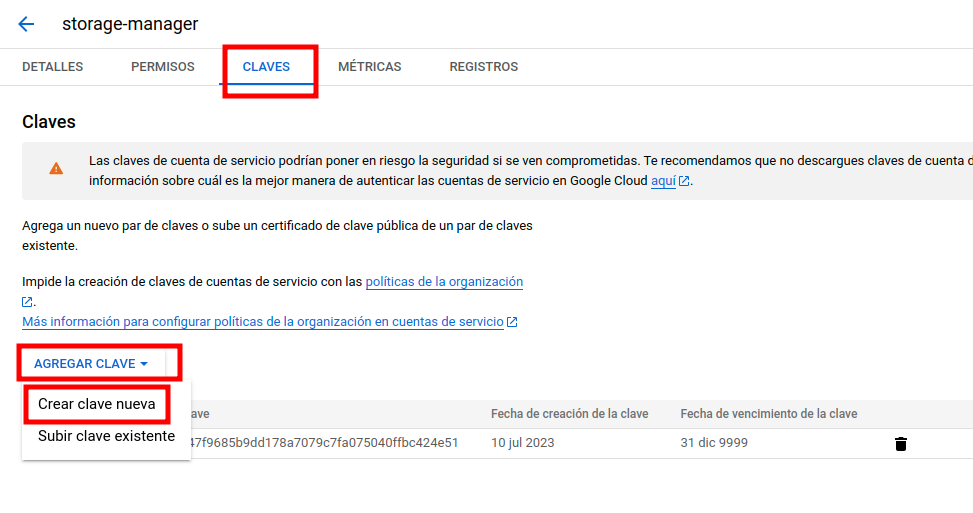 storage-manager
DETALLES PERMISOS CLAVES MÉTRICAS REGISTROS
Claves
Las claves de cuenta de servicio podrían poner en riesgo la seguridad si se ven comprometidas. Te recomendamos que no descargues claves de cuenta d
información sobre cuál es la mejor manera de autenticar las cuentas de servicio en Google Cloud aquí.
Agrega un nuevo par de claves o sube un certificado de clave pública de un par de claves
existente.
Impide la creación de claves de cuentas de servicio con las políticas de la organización
.
Más información para configurar políticas de la organización en cuentas de servicio
AGREGAR CLAVE
Crear clave nueva
ave Fecha de creación de la clave Fecha de vencimiento de la clave
Subir clave existente
47f9685b9dd178a7079c7fa075040ffbc424e51 10 jul 2023 31 dic 9999